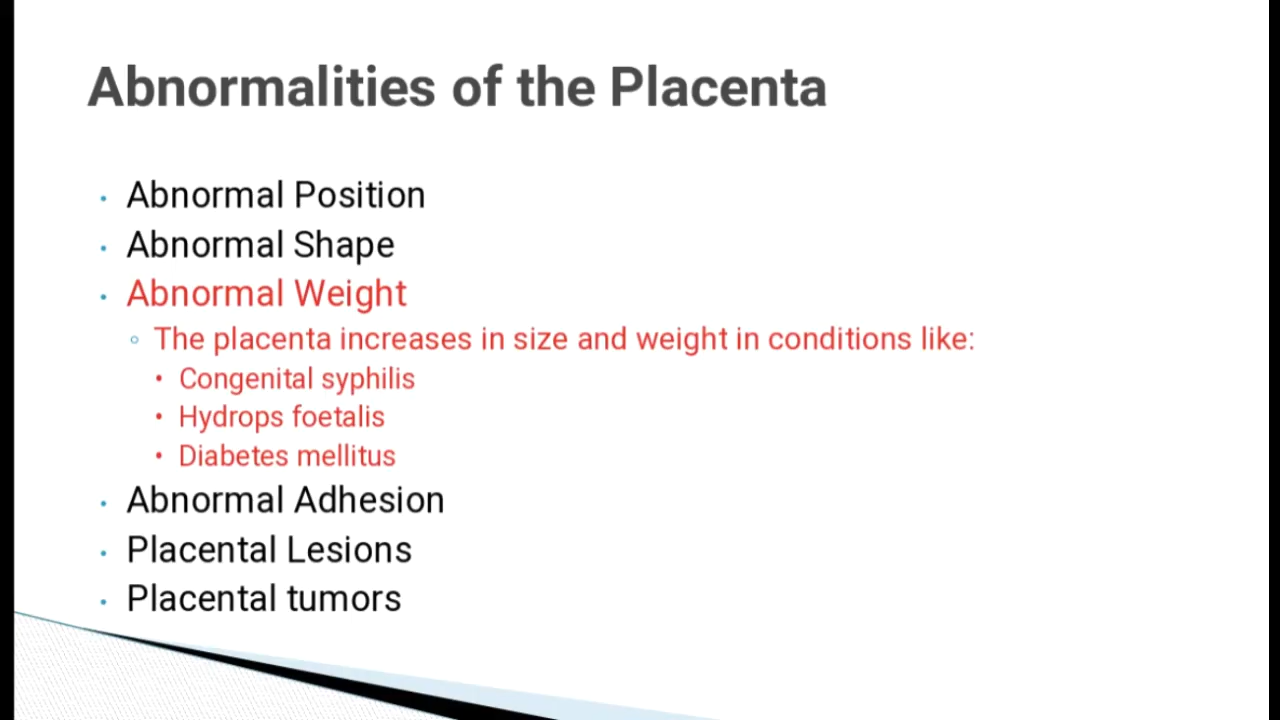 Abnormalities of the Placenta
• Abnormal Position
• Abnormal Shape
• Abnormal Weight
◦ The placenta increases in size and weight in conditions like:
• Congenital syphilis
• Hydrops foetalis
• Diabetes mellitus
• Abnormal Adhesion
• Placental Lesions
• Placental tumors